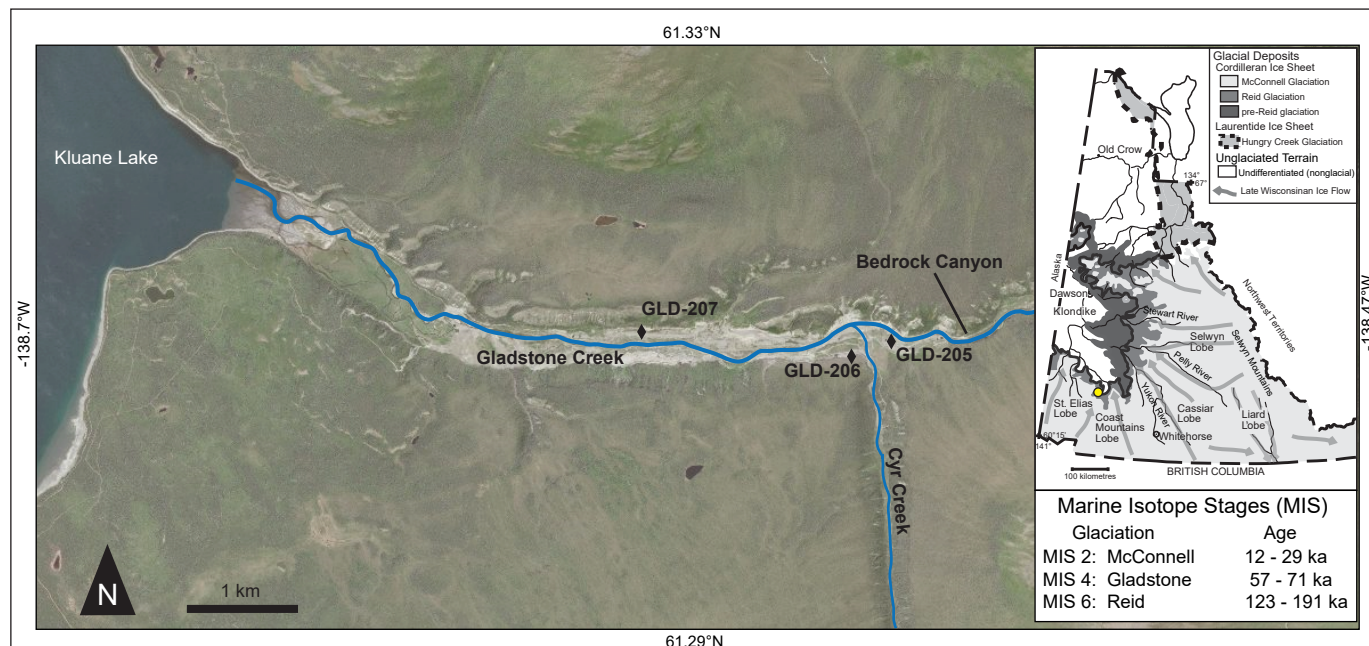 61.33°N
-138.7°W
-138.47°W
61.29°N
Kluane Lake
Bedrock Canyon
GLD-207
Gladstone Creek
GLD-206
GLD-205
Cyr Creek
N
1 km
Glacial Deposits
Cordilleran Ice Sheet
McConnell Glaciation
Reid Glaciation
pre-Reid glaciation
Laurentide Ice Sheet
Hungry Creek Glaciation
Unglaciated Terrain
Undifferentiated (nonglacial)
Late Wisconsinan Ice Flow
Old Crow
134°
67°
Alaska
Northwest Territories
Dawson
Klondike
Stewart River
Selwyn
Lobe
Selwyn Mountains
Pelly River
Yukon River
St. Elias
Lobe
Coast
Mountains
Lobe
Cassiar
Lobe
Liard
Lobe
Whitehorse
60°15'
141°
BRITISH COLUMBIA
100 kilometres
Marine Isotope Stages (MIS)
Glaciation Age
MIS 2: McConnell 12 - 29 ka
MIS 4: Gladstone 57 - 71 ka
MIS 6: Reid 123 - 191 ka